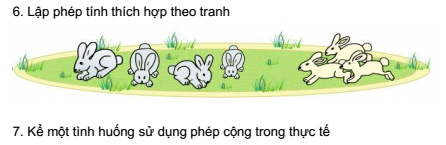 6. Lập phép tính thích hợp theo tranh
7. Kể một tình huống sử dụng phép cộng trong thực tế